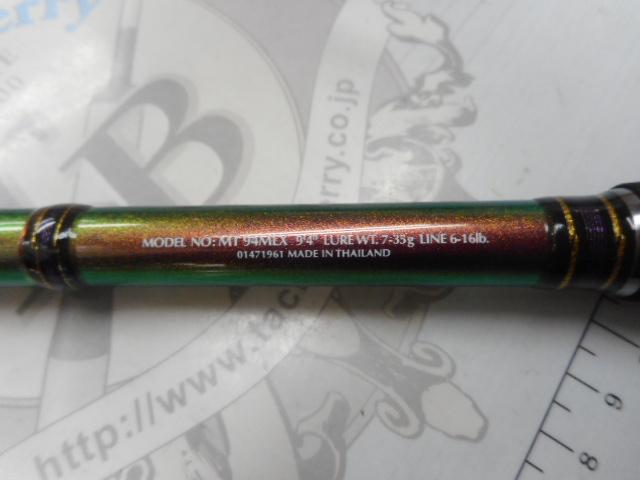 erry
MODEL NO: MT 94MLX 9'4" LURE WT. 7-35g LINE 6-16lb.
01471961 MADE IN THAILAND
http://www.tac
rry.co.jp
9
8